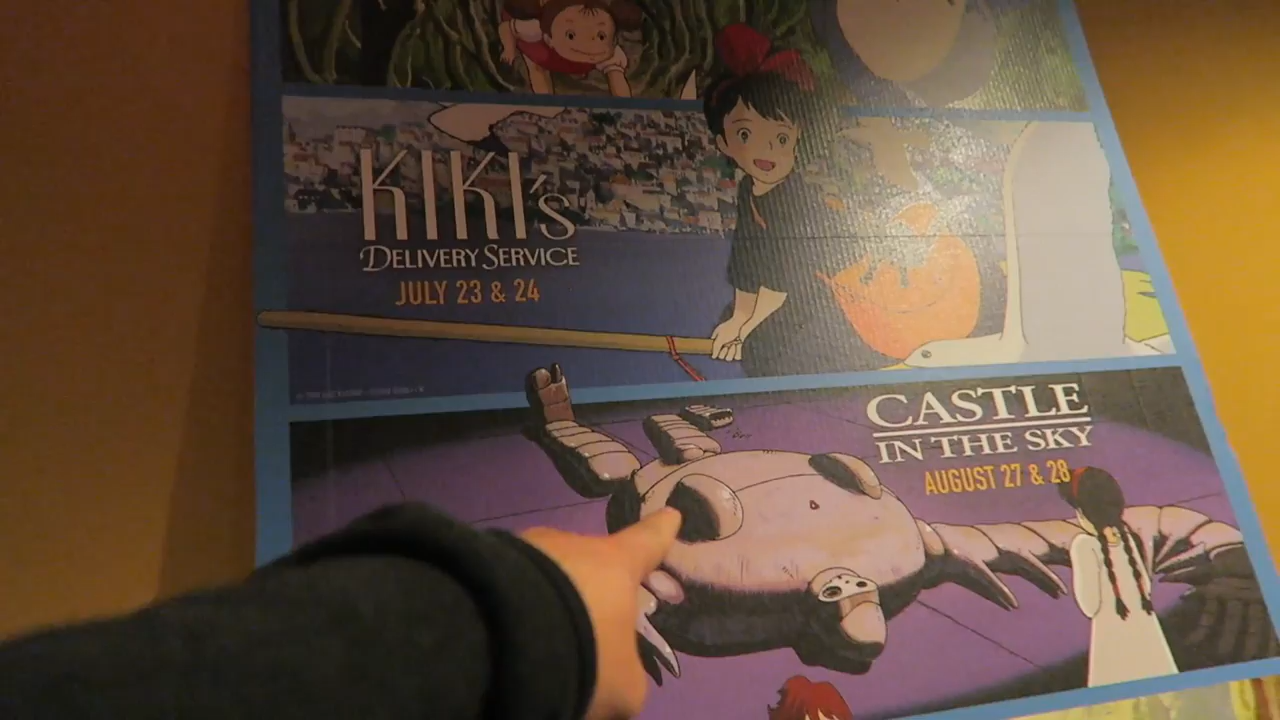 KIKI's
DELIVERY SERVICE
JULY 23 & 24
CASTLE
IN THE SKY
AUGUST 27 & 28